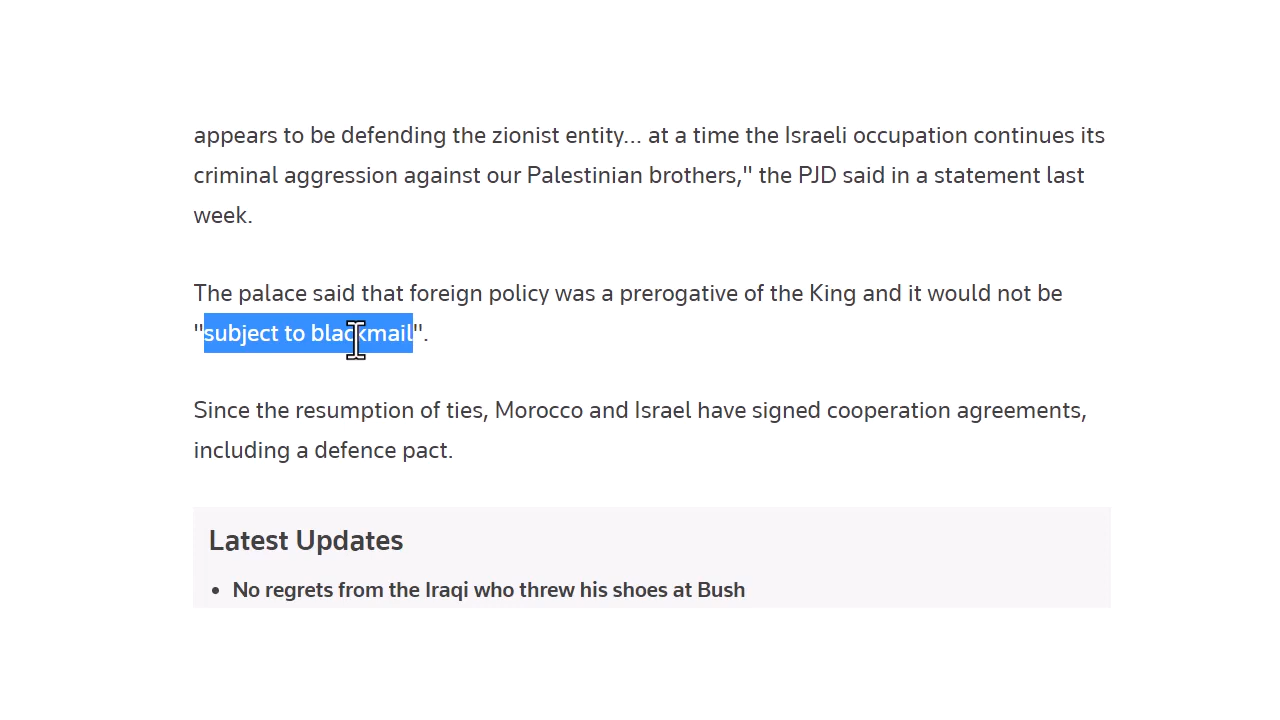 appears to be defending the zionist entity... at a time the Israeli occupation continues its
criminal aggression against our Palestinian brothers," the PJD said in a statement last
week.
The palace said that foreign policy was a prerogative of the King and it would not be
"subject to blackmail".
Since the resumption of ties, Morocco and Israel have signed cooperation agreements,
including a defence pact.
Latest Updates
• No regrets from the Iraqi who threw his shoes at Bush